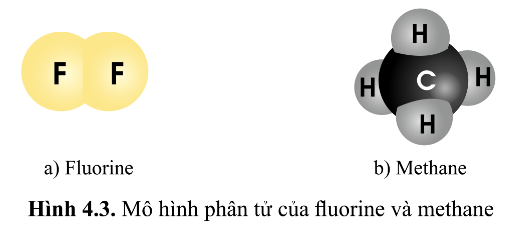 F F
H
H C H
H
a) Fluorine b) Methane
Hình 4.3. Mô hình phân tử của fluorine và methane